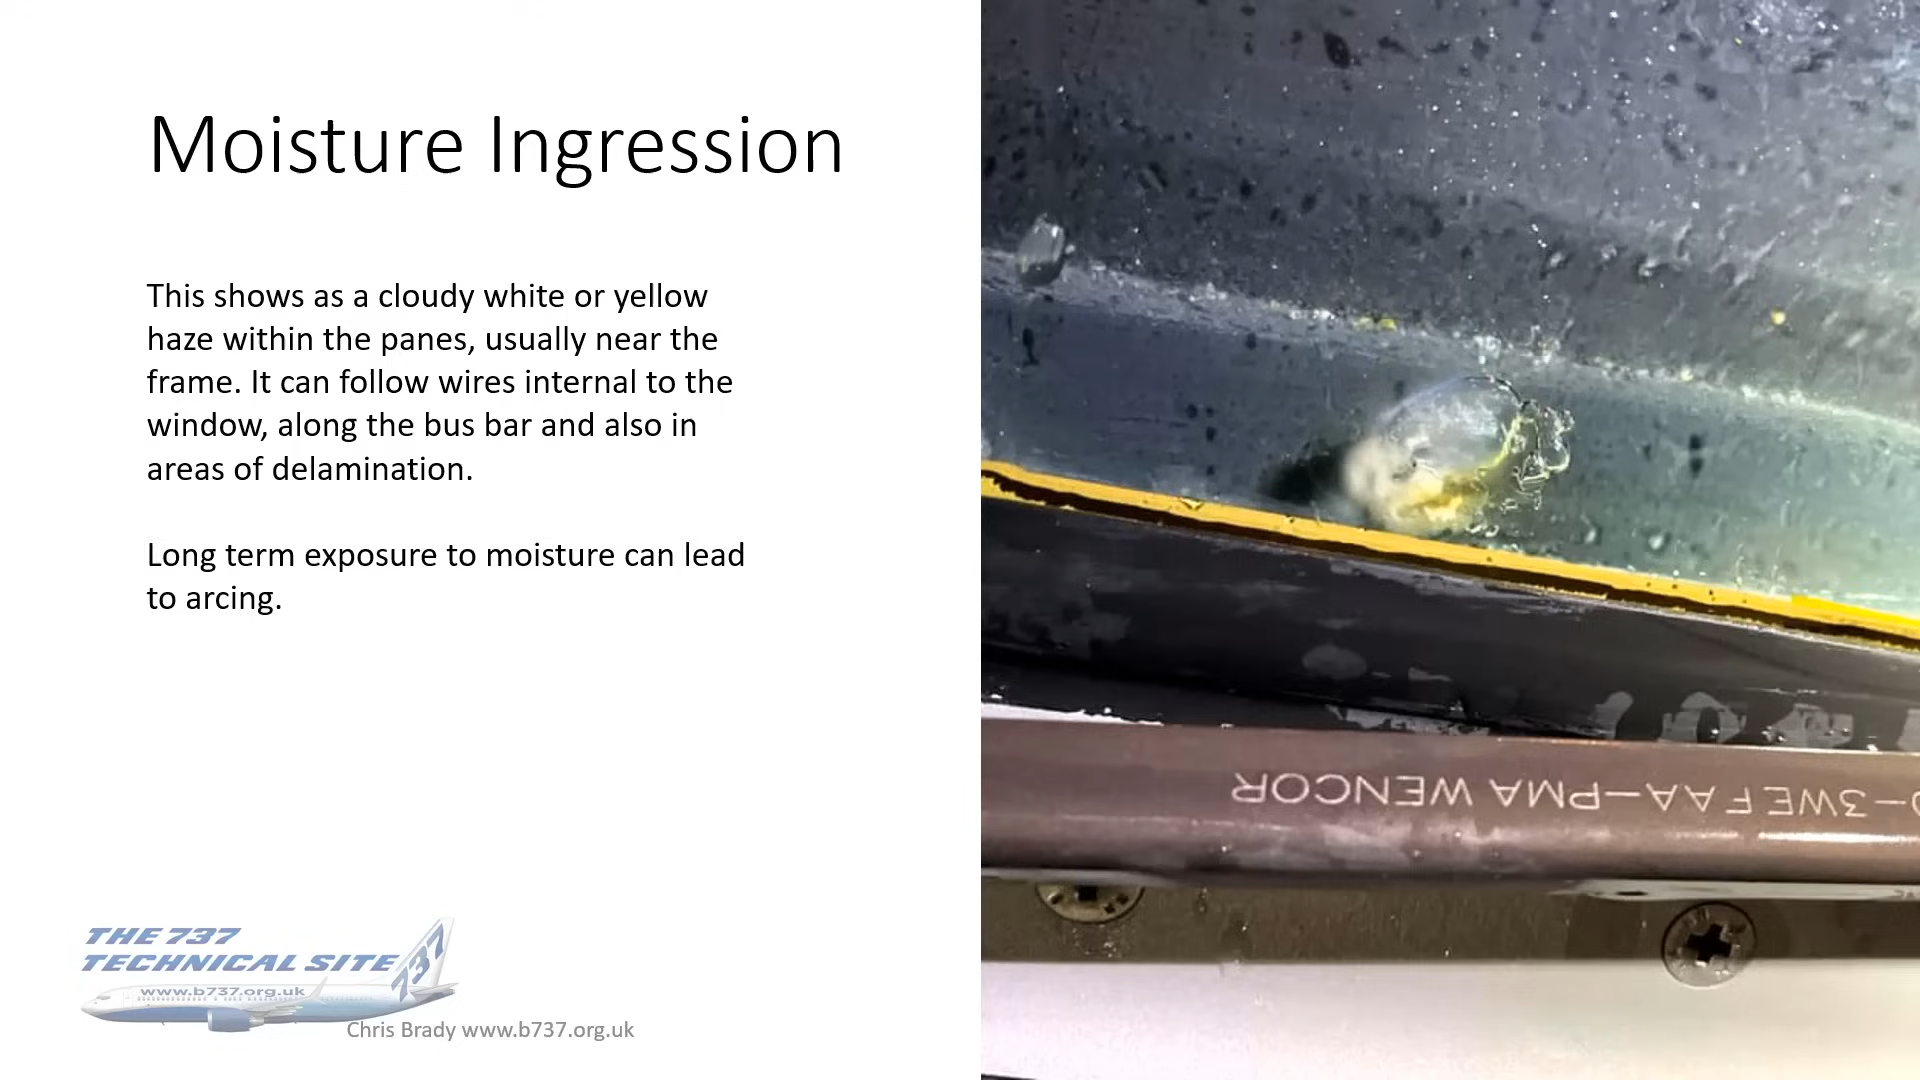 Moisture Ingression
This shows as a cloudy white or yellow
haze within the panes, usually near the
frame. It can follow wires internal to the
window, along the bus bar and also in
areas of delamination.
Long term exposure to moisture can lead
to arcing.
-3WEFAA-PMA WENCOR
THE 737
TECHNICAL SITE
737
www.b737.org.uk
Chris Brady www.b737.org.uk